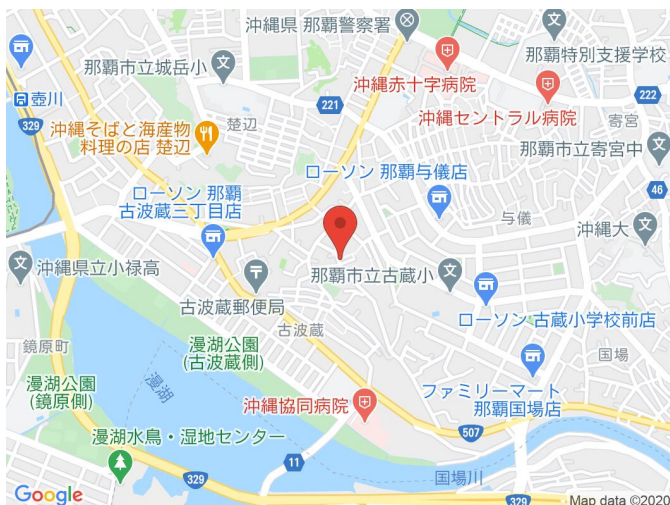 沖縄県 那覇警察署
那覇市立城岳小
那覇特別支援学校
沖縄赤十字病院
壺川
221
222
329
沖縄セントラル病院
楚辺
寄宮
沖縄そばと海産物
料理の店 楚辺
那覇市立寄宮中
ローソン 那覇与儀店
46
ローソン 那覇
古波蔵三丁目店
与儀
沖縄大
沖縄県立小禄高
那覇市立古蔵小
古波蔵郵便局
ローソン 古蔵小学校前店
古波蔵
鏡原町
漫湖公園
(古波蔵側)
国場
漫湖公園
(鏡原側)
漫湖
ファミリーマート
那覇国場店
沖縄協同病院
507
漫湖水鳥・湿地センター
11
329
国場川
Google
329
Map data ©2020